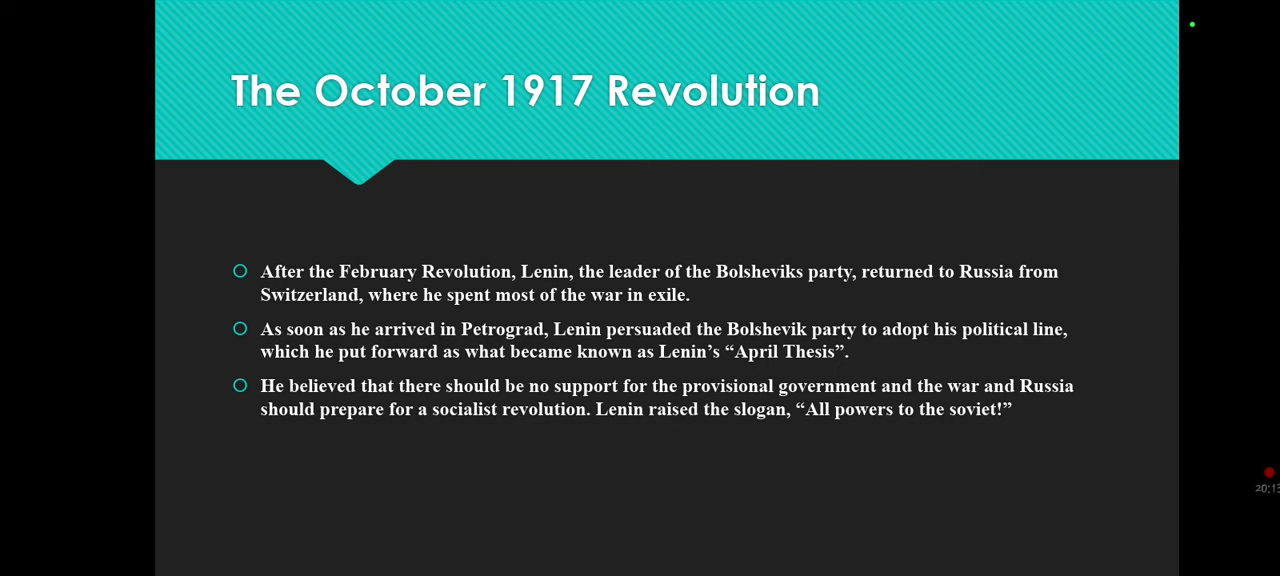 The October 1917 Revolution
After the February Revolution, Lenin, the leader of the Bolsheviks party, returned to Russia from
Switzerland, where he spent most of the war in exile.
As soon as he arrived in Petrograd, Lenin persuaded the Bolshevik party to adopt his political line,
which he put forward as what became known as Lenin's “April Thesis”.
He believed that there should be no support for the provisional government and the war and Russia
should prepare for a socialist revolution. Lenin raised the slogan, “All powers to the soviet!”